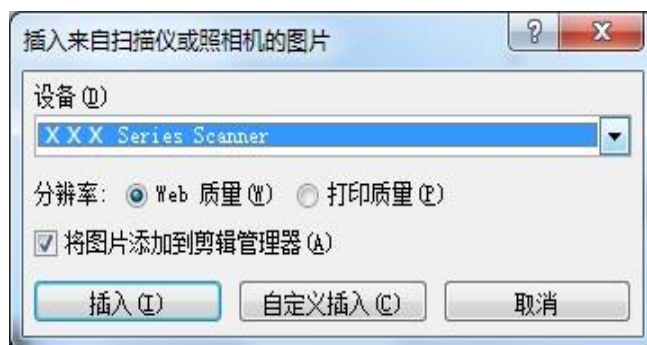 插入来自扫描仪或照相机的图片
设备(D)
X X X Series Scanner
分辨率: Web 质量(W) 打印质量(P)
将图片添加到剪辑管理器(A)
插入(I) 自定义插入(C) 取消